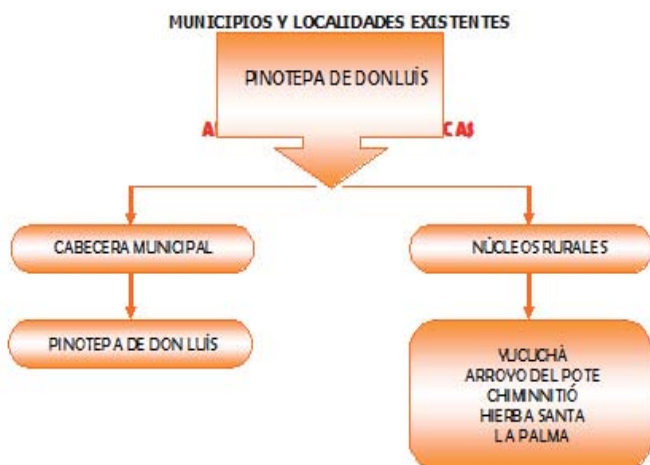 MUNICIPIOS Y LOCALIDADES EXISTENTES
PINOTEPA DE DON LUÍS
CABECERA MUNICIPAL
NÚCLEOS RURALES
PINOTEPA DE DON LUÍS
YUCUCHÁ
ARROYO DEL POTE
CHIMINNITIÓ
HIERBA SANTA
LA PALMA